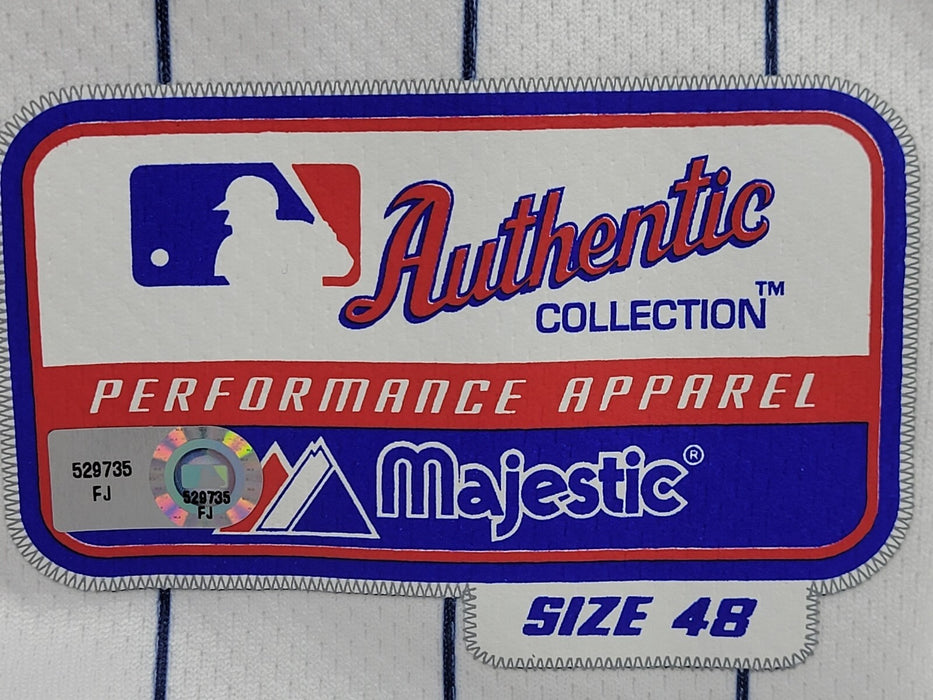 Authentic
COLLECTION™
PERFORMANCE APPAREL
529735
FJ
529735
FJ
Majestic®
SIZE 48